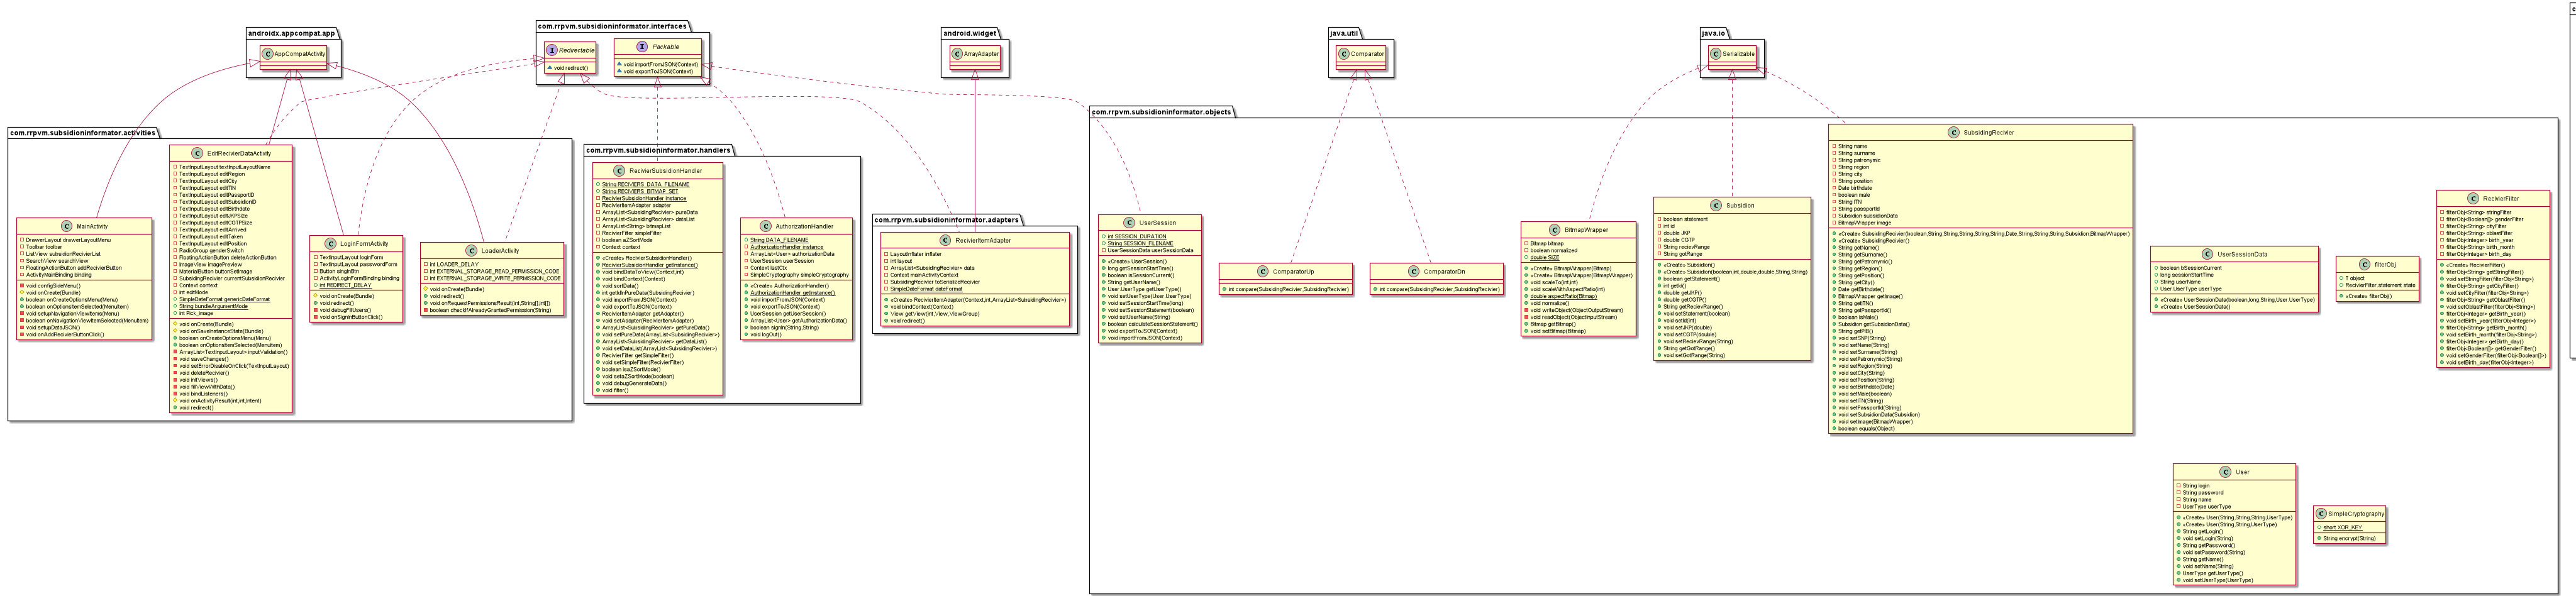 androidx.appcompat.app
AppCompatActivity
com.rrpvm.subsidioninformator.interfaces
Redirectable
void redirect()
Packable
void importFromJSON(Context)
void exportToJSON(Context)
android.widget
ArrayAdapter
java.util
Comparator
java.io
Serializable
com.rrpvm.subsidioninformator.activities
MainActivity
DrawerLayout drawerLayoutMenu
Toolbar toolbar
ListView subsidionRecivierList
SearchView searchView
FloatingActionButton addRecivierButton
ActivityMainBinding binding
void configSideMenu()
void onCreate(Bundle)
boolean onCreateOptionsMenu(Menu)
boolean onOptionsItemSelected(MenuItem)
void setupNavigationViewItems(Menu)
boolean onNavigationViewItemSelected(MenuItem)
void setupDataJSON()
void onAddRecivierButtonClick()
EditRecivierDataActivity
TextInputLayout textInputLayoutName
TextInputLayout editRegion
TextInputLayout editCity
TextInputLayout editTIN
TextInputLayout editPassportID
TextInputLayout editSubsidionID
TextInputLayout editBirthdate
TextInputLayout editJKPSize
TextInputLayout editCGTPSize
TextInputLayout editArrived
TextInputLayout editTaken
TextInputLayout editPosition
RadioGroup genderSwitch
FloatingActionButton deleteActionButton
ImageView imagePreview
MaterialButton buttonSetImage
SubsidingRecivier currentSubsidionRecivier
Context context
int editMode
SimpleDateFormat genericDateFormat
String bundleArgumentMode
int Pick_image
void onCreate(Bundle)
void onSaveInstanceState(Bundle)
boolean onCreateOptionsMenu(Menu)
boolean onOptionsItemSelected(MenuItem)
ArrayList<TextInputLayout> inputValidation()
void saveChanges()
void setErrorDisableOnClick(TextInputLayout)
void deleteRecivier()
void initViews()
void fillViewWithData()
void bindListeners()
void onActivityResult(int,int,Intent)
void redirect()
LoginFormActivity
TextInputLayout loginForm
TextInputLayout passwordForm
Button singInBtn
ActivityLoginFormBinding binding
int REDIRECT_DELAY
void onCreate(Bundle)
void redirect()
void debugFillUsers()
void onSignInButtonClick()
LoaderActivity
int LOADER_DELAY
int EXTERNAL_STORAGE_READ_PERMISSION_CODE
int EXTERNAL_STORAGE_WRITE_PERMISSION_CODE
void onCreate(Bundle)
void redirect()
void onRequestPermissionsResult(int,String[],int[])
boolean checkIfAlreadyGrantedPermission(String)
com.rrpvm.subsidioninformator.handlers
RecivierSubsidionHandler
String RECIVIERS_DATA_FILENAME
String RECIVIERS_BITMAP_SET
RecivierSubsidionHandler instance
RecivierItemAdapter adapter
ArrayList<SubsidingRecivier> pureData
ArrayList<SubsidingRecivier> dataList
ArrayList<String> bitmapList
RecivierFilter simpleFilter
boolean aZSortMode
Context context
«Create» RecivierSubsidionHandler()
RecivierSubsidionHandler getInstance()
void bindDataToView(Context,int)
void bindContext(Context)
void sortData()
int getIdInPureData(SubsidingRecivier)
void importFromJSON(Context)
void exportToJSON(Context)
void setAdapter(RecivierItemAdapter)
RecivierItemAdapter getAdapter()
ArrayList<SubsidingRecivier> getPureData()
void setPureData(ArrayList<SubsidingRecivier>)
ArrayList<SubsidingRecivier> getDataList()
void setDataList(ArrayList<SubsidingRecivier>)
RecivierFilter getSimpleFilter()
void setSimpleFilter(RecivierFilter)
boolean isaZSortMode()
void setaZSortMode(boolean)
void debugGenerateData()
void filter()
AuthorizationHandler
String DATA_FILENAME
AuthorizationHandler instance
ArrayList<User> authorizationData
UserSession userSession
Context lastCtx
SimpleCryptography simpleCryptography
«Create» AuthorizationHandler()
AuthorizationHandler getInstance()
void importFromJSON(Context)
void exportToJSON(Context)
UserSession getUserSession()
ArrayList<User> getAuthorizationData()
boolean signIn(String,String)
void logOut()
com.rrpvm.subsidioninformator.adapters
RecivierItemAdapter
LayoutInflater inflater
int layout
ArrayList<SubsidingRecivier> data
Context mainActivityContext
SubsidingRecivier toSerializeRecivier
SimpleDateFormat dateFormat
«Create» RecivierItemAdapter(Context,int,ArrayList<SubsidingRecivier>)
void bindContext(Context)
View getView(int,View,ViewGroup)
void redirect()
com.rrpvm.subsidioninformator.objects
UserSession
int SESSION_DURATION
String SESSION_FILENAME
UserSessionData userSessionData
«Create» UserSession()
long getSessionStartTime()
boolean isSessionCurrent()
String getUserName()
User.UserType getUserType()
void setUserType(User.UserType)
void setSessionStartTime(long)
void setSessionStatement(boolean)
void setUserName(String)
boolean calculateSessionStatement()
void exportToJSON(Context)
void importFromJSON(Context)
ComparatorUp
int compare(SubsidingRecivier,SubsidingRecivier)
ComparatorDn
int compare(SubsidingRecivier,SubsidingRecivier)
BitmapWrapper
Bitmap bitmap
boolean normalized
double SIZE
«Create» BitmapWrapper(Bitmap)
«Create» BitmapWrapper(BitmapWrapper)
void scaleTo(int,int)
void scaleWithAspectRatio(int)
double aspectRatio(Bitmap)
void normalize()
void writeObject(ObjectOutputStream)
void readObject(ObjectInputStream)
Bitmap getBitmap()
void setBitmap(Bitmap)
Subsidion
boolean statement
int id
double JKP
double CGTP
String recievRange
String gotRange
«Create» Subsidion()
«Create» Subsidion(boolean,int,double,double,String,String)
boolean getStatement()
int getId()
double getJKP()
double getCGTP()
String getRecievRange()
void setStatement(boolean)
void setId(int)
void setJKP(double)
void setCGTP(double)
void setRecievRange(String)
String getGotRange()
void setGotRange(String)
SubsidingRecivier
String name
String surname
String patronymic
String region
String city
String position
Date birthdate
boolean male
String ITN
String passportId
Subsidion subsidionData
BitmapWrapper image
«Create» SubsidingRecivier(boolean,String,String,String,String,String,Date,String,String,String,Subsidion,BitmapWrapper)
«Create» SubsidingRecivier()
String getName()
String getSurname()
String getPatronymic()
String getRegion()
String getPosition()
String getCity()
Date getBirthdate()
BitmapWrapper getImage()
String getITN()
String getPassportId()
boolean isMale()
Subsidion getSubsidionData()
String getPIB()
void setSNP(String)
void setName(String)
void setSurname(String)
void setPatronymic(String)
void setRegion(String)
void setCity(String)
void setPosition(String)
void setBirthdate(Date)
void setMale(boolean)
void setITN(String)
void setPassportId(String)
void setSubsidionData(Subsidion)
void setImage(BitmapWrapper)
boolean equals(Object)
UserSessionData
boolean bSessionCurrent
long sessionStartTime
String userName
User.UserType userType
«Create» UserSessionData(boolean,long,String,User.UserType)
«Create» UserSessionData()
filterObj
T object
RecivierFilter statement state
«Create» filterObj()
RecivierFilter
filterObj<String> stringFilter
filterObj<Boolean[]> genderFilter
filterObj<String> cityFilter
filterObj<String> oblastFilter
filterObj<Integer> birth_year
filterObj<String> birth_month
filterObj<Integer> birth_day
«Create» RecivierFilter()
filterObj<String> getStringFilter()
void setStringFilter(filterObj<String>)
filterObj<String> getCityFilter()
void setCityFilter(filterObj<String>)
filterObj<String> getOblastFilter()
void setOblastFilter(filterObj<String>)
filterObj<Integer> getBirth_year()
void setBirth_year(filterObj<Integer>)
filterObj<String> getBirth_month()
void setBirth_month(filterObj<String>)
filterObj<Integer> getBirth_day()
filterObj<Boolean[]> getGenderFilter()
void setGenderFilter(filterObj<Boolean[]>)
void setBirth_day(filterObj<Integer>)
User
String login
String password
String name
UserType userType
«Create» User(String,String,String,UserType)
«Create» User(String,String,UserType)
String getLogin()
void setLogin(String)
String getPassword()
void setPassword(String)
String getName()
void setName(String)
UserType getUserType()
void setUserType(UserType)
SimpleCryptography
short XOR_KEY
String encrypt(String)